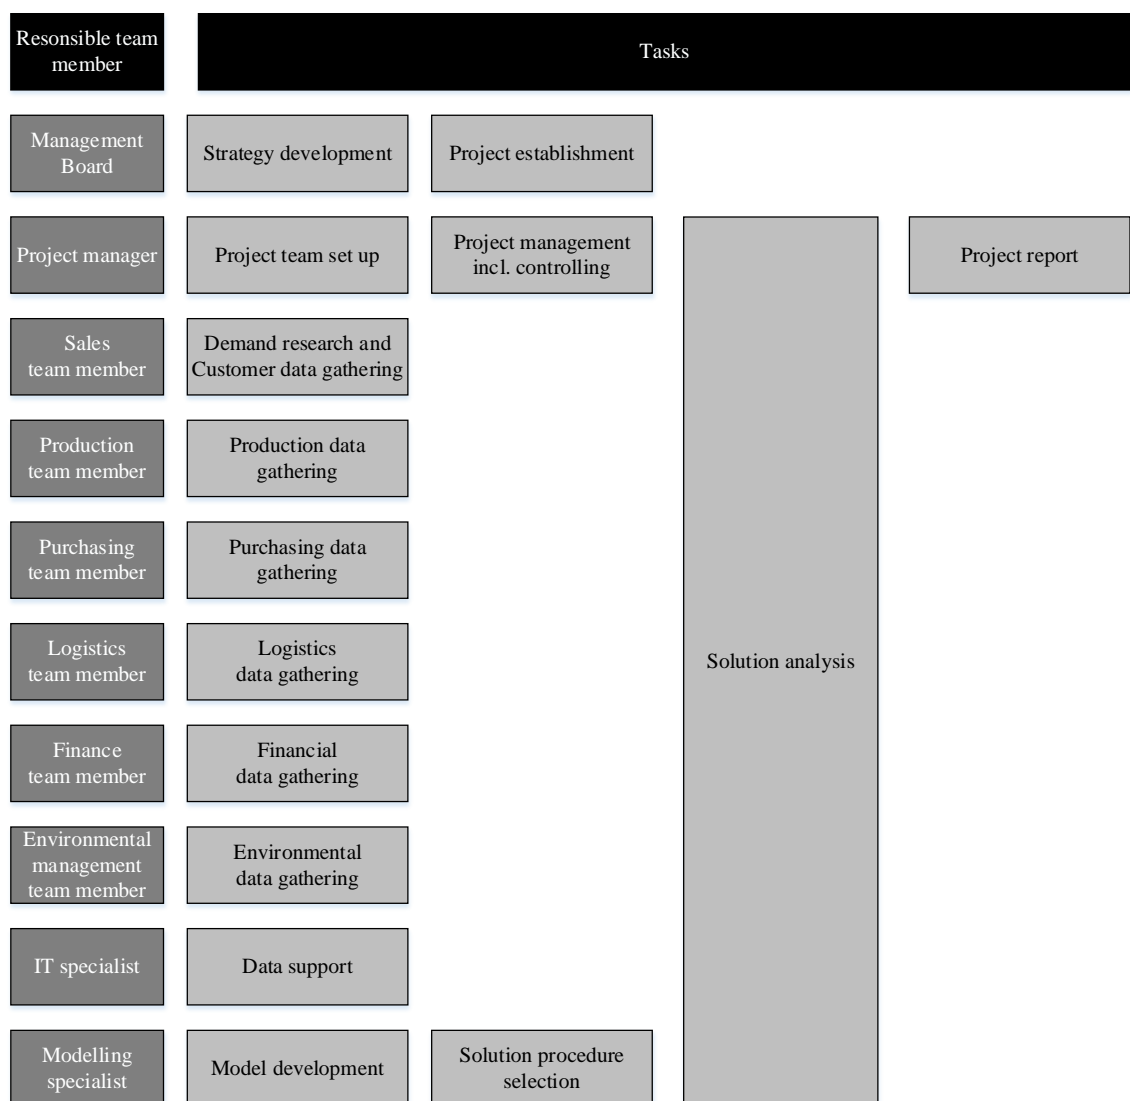 Resonsible team
member
Tasks
Management
Board
Strategy development
Project establishment
Project manager
Project team set up
Project management
incl. controlling
Project report
Sales
team member
Demand research and
Customer data gathering
Production
team member
Production data
gathering
Purchasing
team member
Purchasing data
gathering
Logistics
team member
Logistics
data gathering
Solution analysis
Finance
team member
Financial
data gathering
Environmental
management
team member
Environmental
data gathering
IT specialist
Data support
Modelling
specialist
Model development
Solution procedure
selection